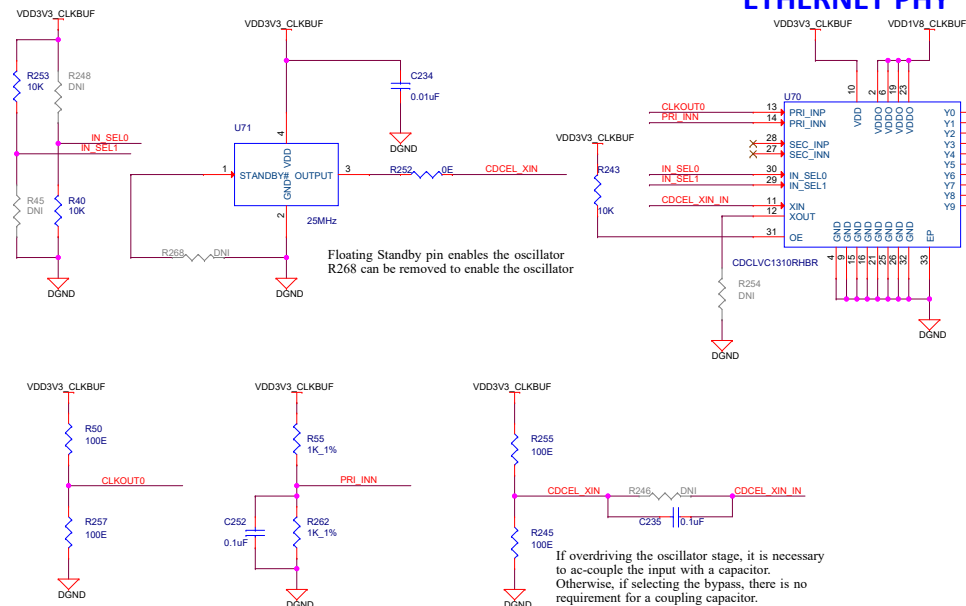 ETHERNET PHY
VDD3V3_CLKBUF
VDD3V3_CLKBUF
VDD3V3_CLKBUF
VDD1V8_CLKBUF
R253
10K
R248
DNI
C234
0.01uF
DGND
IN_SEL0
IN_SEL1
R45
DNI
R40
10K
DGND
U71
4
VDD
1
STANDBY#
OUTPUT
3
GND
2
25MHz
R252
0E
CDCEL_XIN
R268
DNI
DGND
Floating Standby pin enables the oscillator
R268 can be removed to enable the oscillator
VDD3V3_CLKBUF
R243
10K
U70
10
2
6
19
23
VDD
VDDO
VDDO
VDDO
VDDO
CLKOUT0
13
PRI_INP
Y0
PRI_INN
14
PRI_INN
Y1
Y2
28
SEC_INP
Y3
27
SEC_INN
Y4
Y5
IN_SEL0
30
IN_SEL0
Y6
IN_SEL1
29
IN_SEL1
Y7
Y8
CDCEL_XIN_IN
11
XIN
Y9
12
XOUT
31
OE
GND
GND
GND
GND
GND
GND
GND
GND
EP
4
9
15
16
21
25
26
32
33
CDCLVC1310RHBR
R254
DNI
DGND
DGND
VDD3V3_CLKBUF
R50
100E
CLKOUT0
R257
100E
DGND
VDD3V3_CLKBUF
R55
1K_1%
PRI_INN
C252
0.1uF
R262
1K_1%
DGND
VDD3V3_CLKBUF
R255
100E
CDCEL_XIN
R246
DNI
CDCEL_XIN_IN
C235
0.1uF
R245
100E
DGND
If overdriving the oscillator stage, it is necessary
to ac-couple the input with a capacitor.
Otherwise, if selecting the bypass, there is no
requirement for a coupling capacitor.